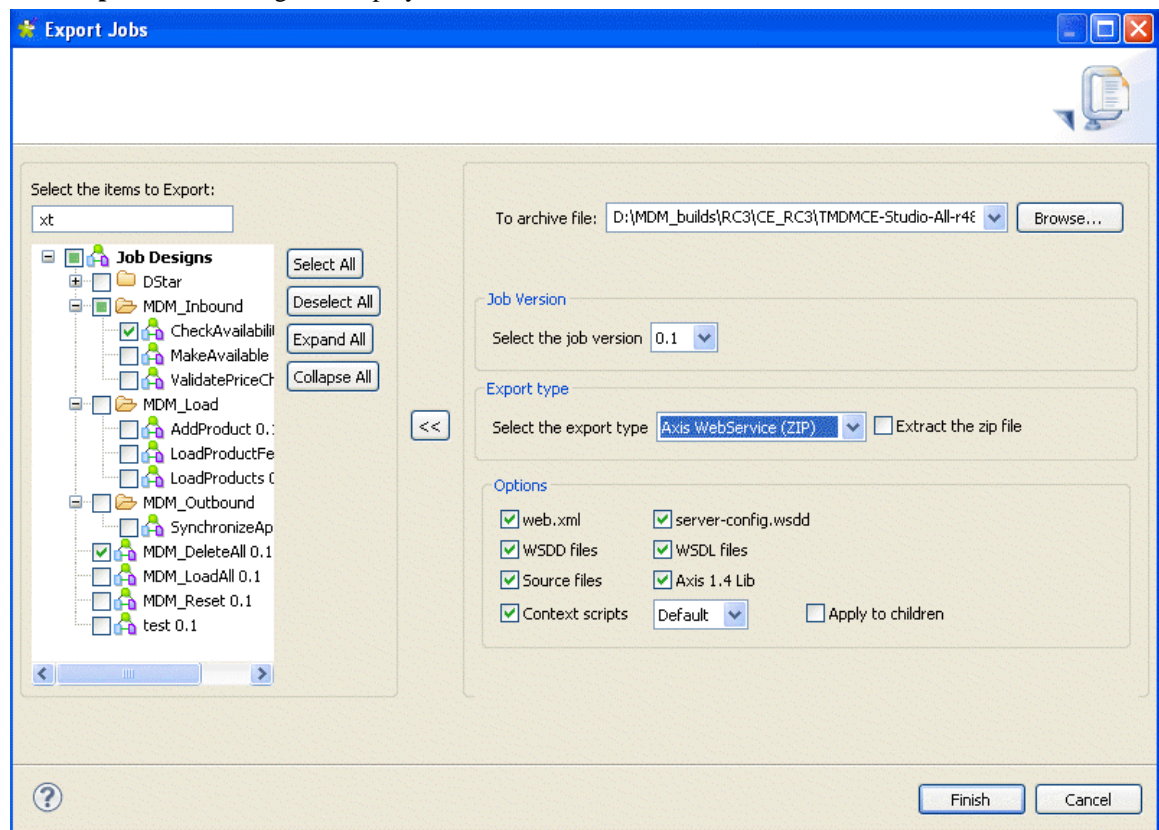 Export Jobs
Select the items to Export:
xt
Job Designs
DStar
MDM_Inbound
CheckAvailabili
MakeAvailable
ValidatePriceCh
MDM_Load
AddProduct 0.
LoadProductFe
LoadProducts
MDM_Outbound
SynchronizeAp
MDM_DeleteAll 0.1
MDM_LoadAll 0.1
MDM_Reset 0.1
test 0.1
Select All
Deselect All
Expand All
Collapse All
<<
To archive file: D:\MDM_builds\RC3\CE_RC3\TMDMCE-Studio-All-r48 Browse...
Job Version
Select the job version 0.1
Export type
Select the export type Axis WebService (ZIP) Extract the zip file
Options
web.xml server-config.wsdd
WSDD files WSDL files
Source files Axis 1.4 Lib
Context scripts Default Apply to children
? Finish Cancel